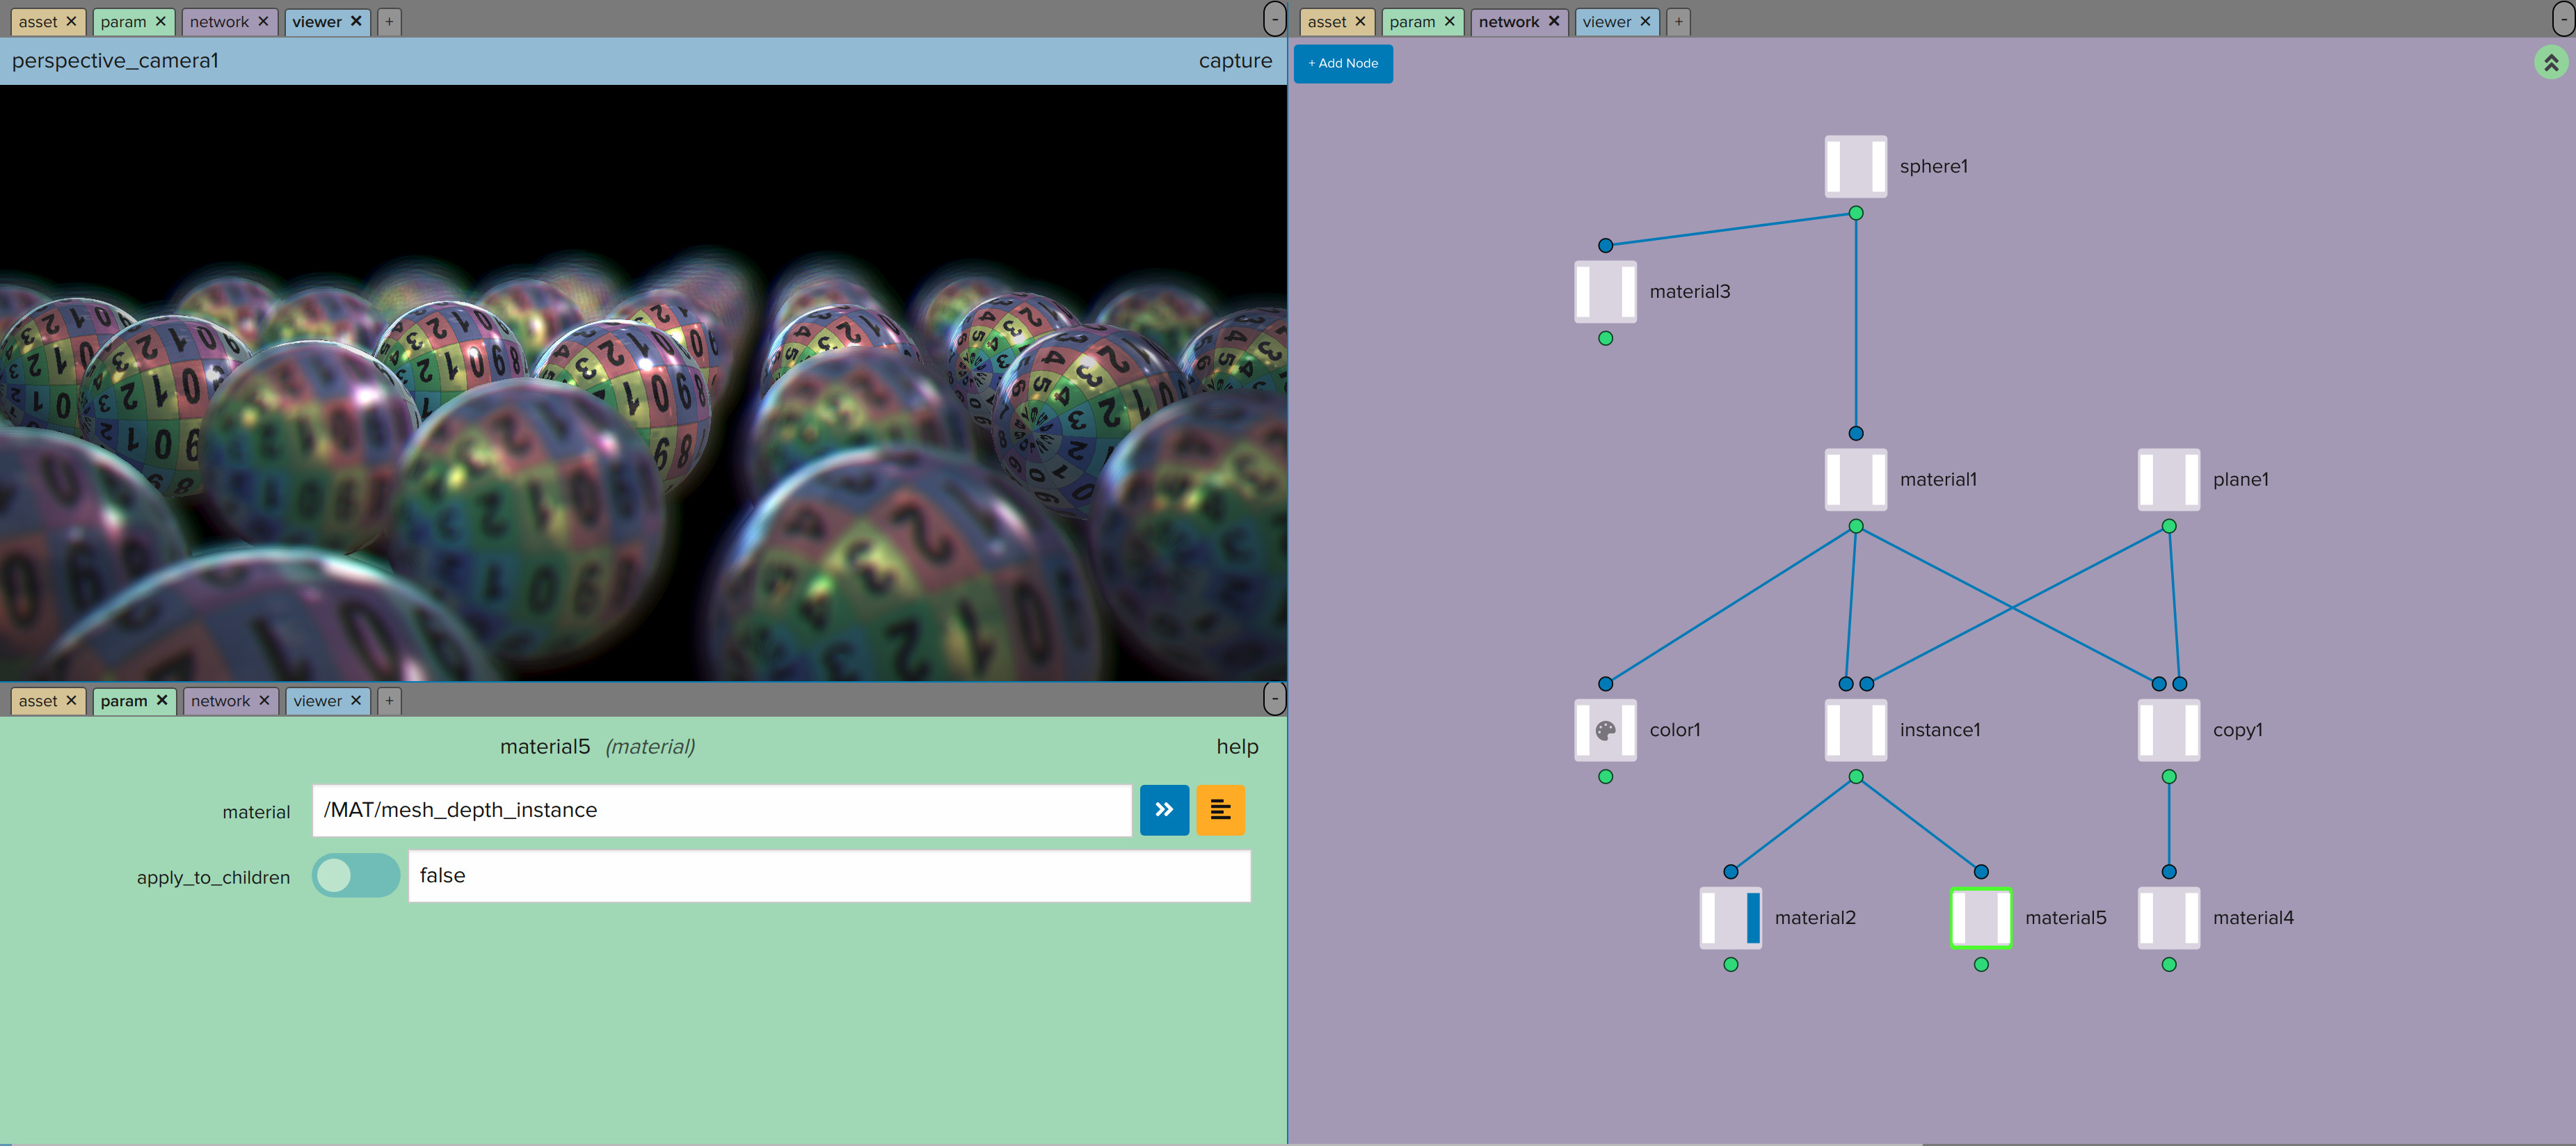 asset ✕ param ✕ network ✕ viewer ✕ +
-
perspective_camera1
capture
asset ✕ param ✕ network ✕ viewer ✕ +
-
material5 (material)
help
material
/MAT/mesh_depth_instance
apply_to_children
false
asset ✕ param ✕ network ✕ viewer ✕ +
-
+ Add Node
sphere1
material3
material1
plane1
color1
instance1
copy1
material2
material5
material4